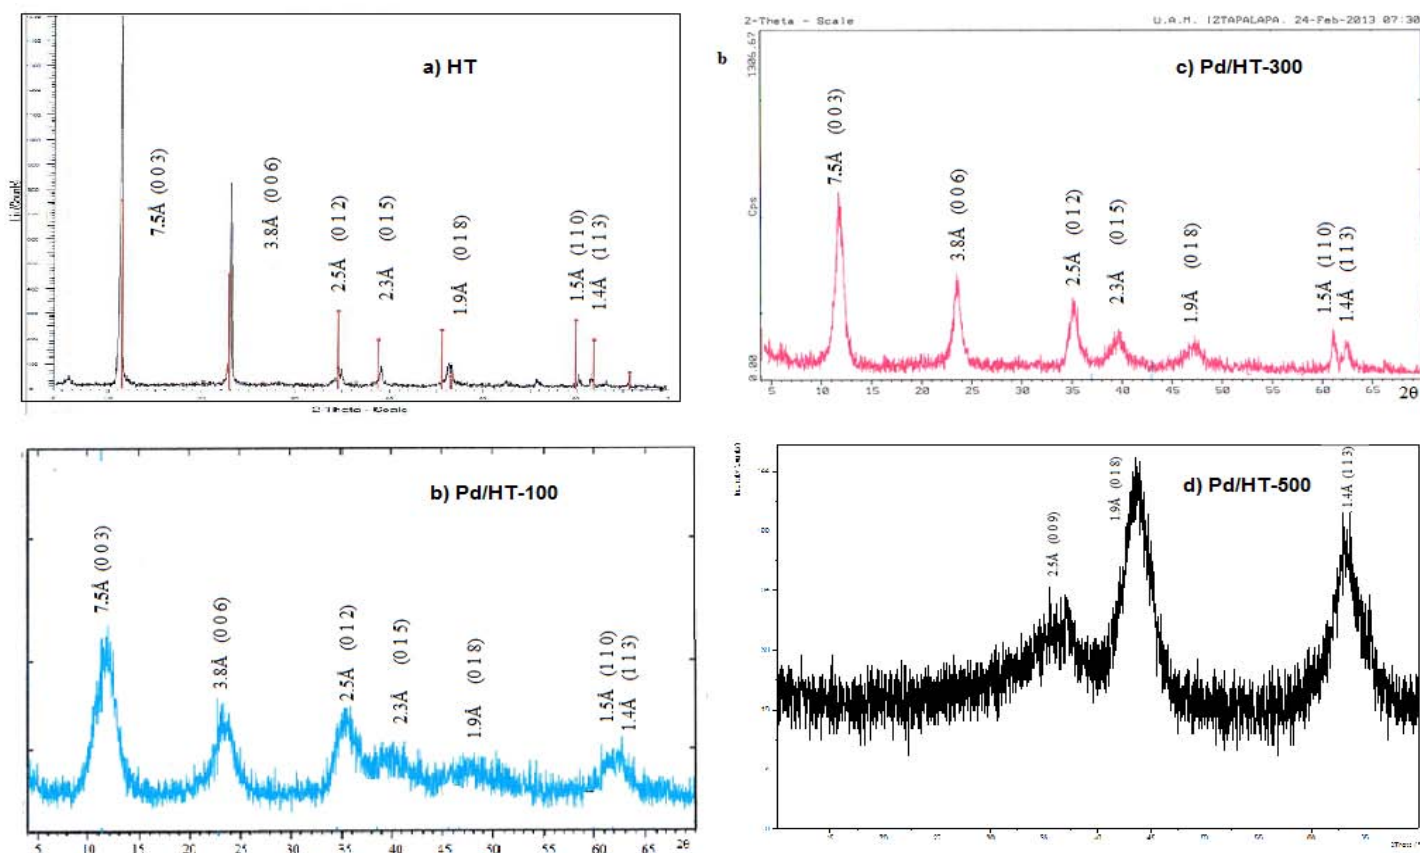 a) HT
7.5Å (0 0 3)
3.8Å (0 0 6)
2.5Å (0 1 2)
2.3Å (0 1 5)
1.9Å (0 1 8)
1.5Å (1 1 0)
1.4Å (1 1 3)
2-Theta - Scale
2-Theta - Scale
U.A.M. IZTAPALAPA. 24-Feb-2013 07:30
b
c) Pd/HT-300
1306.67
Cps
0.00
7.5Å (0 0 3)
3.8Å (0 0 6)
2.5Å (0 1 2)
2.3Å (0 1 5)
1.9Å (0 1 8)
1.5Å (1 1 0)
1.4Å (1 1 3)
5 10 15 20 25 30 35 40 45 50 55 60 65 2θ
b) Pd/HT-100
7.5Å (0 0 3)
3.8Å (0 0 6)
2.5Å (0 1 2)
2.3Å (0 1 5)
1.9Å (0 1 8)
1.5Å (1 1 0)
1.4Å (1 1 3)
5 10 15 20 25 30 35 40 45 50 55 60 65 2θ
d) Pd/HT-500
2.5Å (0 0 9)
1.9Å (0 1 8)
1.4Å (1 1 3)